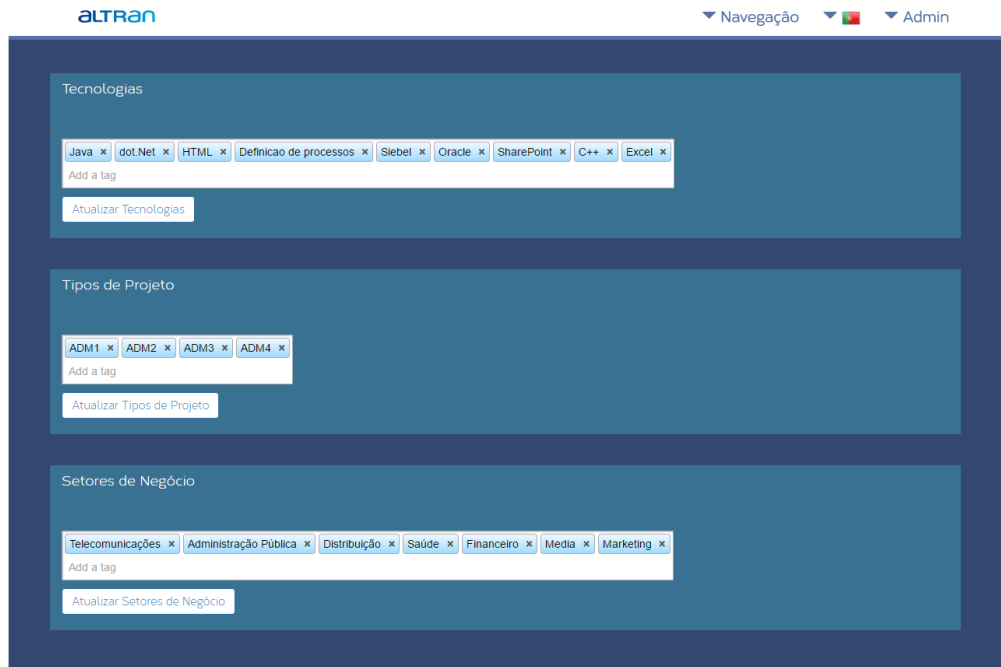 aLTRan
Navegação Admin
Tecnologias
Java × dot.Net × HTML × Definicao de processos × Siebel × Oracle × SharePoint × C++ × Excel ×
Add a tag
Atualizar Tecnologias
Tipos de Projeto
ADM1 × ADM2 × ADM3 × ADM4 ×
Add a tag
Atualizar Tipos de Projeto
Setores de Negócio
Telecomunicações × Administração Pública × Distribuição × Saúde × Financeiro × Media × Marketing ×
Add a tag
Atualizar Setores de Negócio